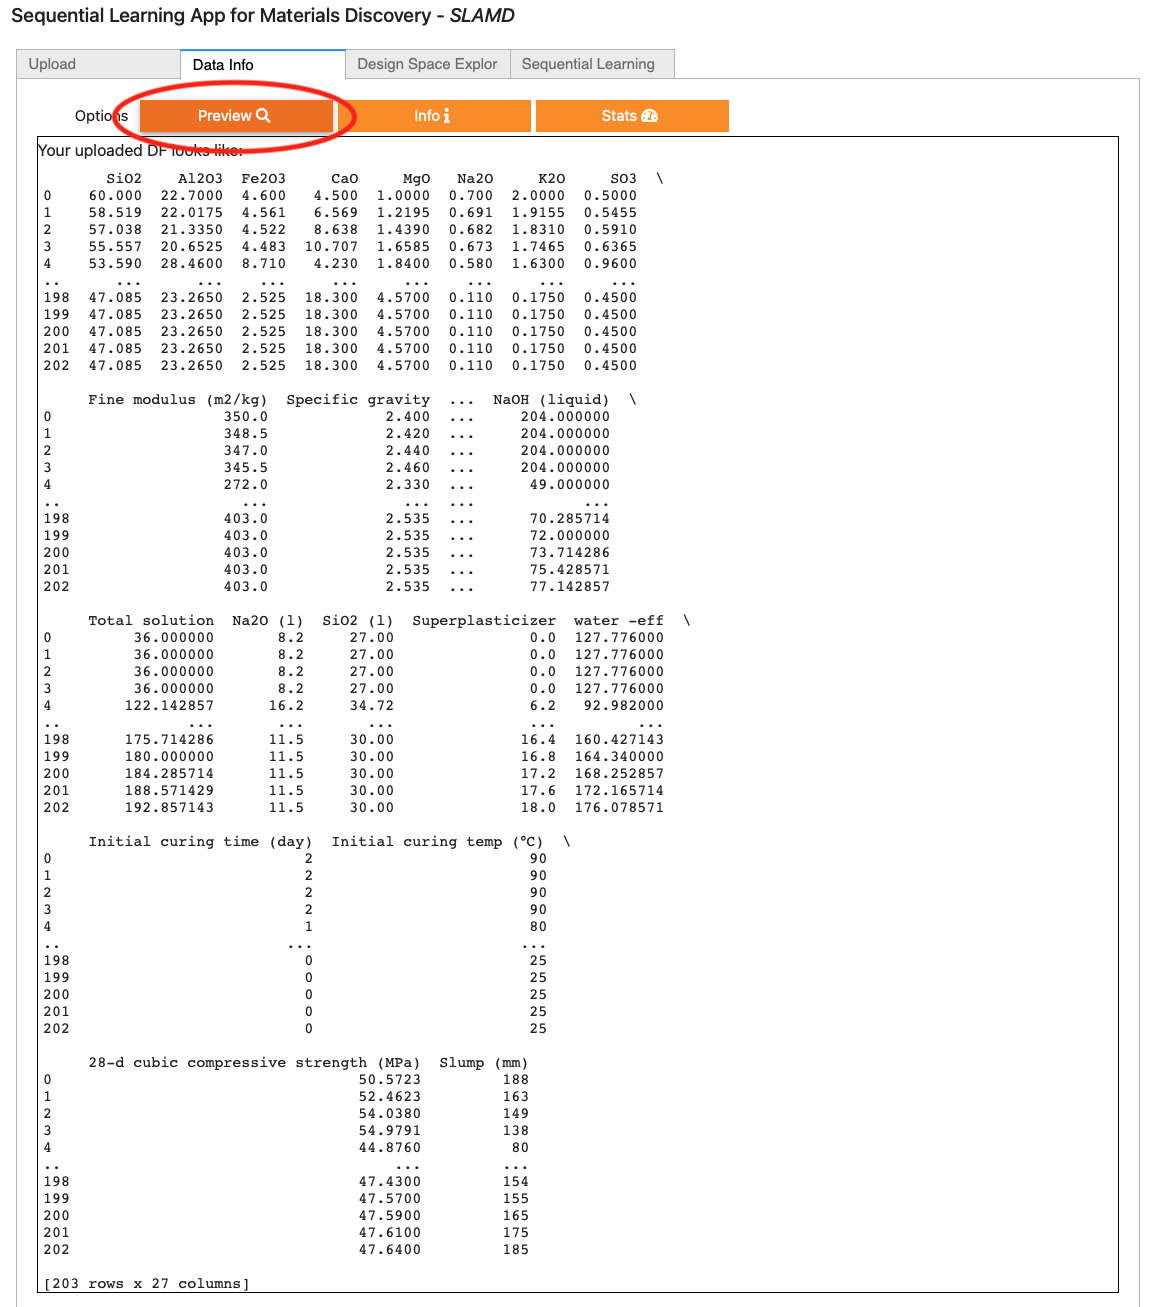 Sequential Learning App for Materials Discovery - SLAMD
Upload Data Info Design Space Explor Sequential Learning
Options Preview Info Stats
Your uploaded DF looks like:
SiO2 Al2O3 Fe2O3 CaO MgO Na2O K2O SO3 \
0 60.000 22.7000 4.600 4.500 1.0000 0.700 2.0000 0.5000
1 58.519 22.0175 4.561 6.569 1.2195 0.691 1.9155 0.5455
2 57.038 21.3350 4.522 8.638 1.4390 0.682 1.8310 0.5910
3 55.557 20.6525 4.483 10.707 1.6585 0.673 1.7465 0.6365
4 53.590 28.4600 8.710 4.230 1.8400 0.580 1.6300 0.9600
.. ... ... ... ... ... ... ... ...
198 47.085 23.2650 2.525 18.300 4.5700 0.110 0.1750 0.4500
199 47.085 23.2650 2.525 18.300 4.5700 0.110 0.1750 0.4500
200 47.085 23.2650 2.525 18.300 4.5700 0.110 0.1750 0.4500
201 47.085 23.2650 2.525 18.300 4.5700 0.110 0.1750 0.4500
202 47.085 23.2650 2.525 18.300 4.5700 0.110 0.1750 0.4500
Fine modulus (m2/kg) Specific gravity ... NaOH (liquid) \
0 350.0 2.400 ... 204.000000
1 348.5 2.420 ... 204.000000
2 347.0 2.440 ... 204.000000
3 345.5 2.460 ... 204.000000
4 272.0 2.330 ... 49.000000
.. ... ... ... ...
198 403.0 2.535 ... 70.285714
199 403.0 2.535 ... 72.000000
200 403.0 2.535 ... 73.714286
201 403.0 2.535 ... 75.428571
202 403.0 2.535 ... 77.142857
Total solution Na2O (l) SiO2 (l) Superplasticizer water -eff \
0 36.000000 8.2 27.00 0.0 127.776000
1 36.000000 8.2 27.00 0.0 127.776000
2 36.000000 8.2 27.00 0.0 127.776000
3 36.000000 8.2 27.00 0.0 127.776000
4 122.142857 16.2 34.72 6.2 92.982000
.. ... ... ... ... ...
198 175.714286 11.5 30.00 16.4 160.427143
199 180.000000 11.5 30.00 16.8 164.340000
200 184.285714 11.5 30.00 17.2 168.252857
201 188.571429 11.5 30.00 17.6 172.165714
202 192.857143 11.5 30.00 18.0 176.078571
Initial curing time (day) Initial curing temp (°C) \
0 2 90
1 2 90
2 2 90
3 2 90
4 1 80
.. ... ...
198 0 25
199 0 25
200 0 25
201 0 25
202 0 25
28-d cubic compressive strength (MPa) Slump (mm)
0 50.5723 188
1 52.4623 163
2 54.0380 149
3 54.9791 138
4 44.8760 80
.. ... ...
198 47.4300 154
199 47.5700 155
200 47.5900 165
201 47.6100 175
202 47.6400 185
[203 rows x 27 columns]